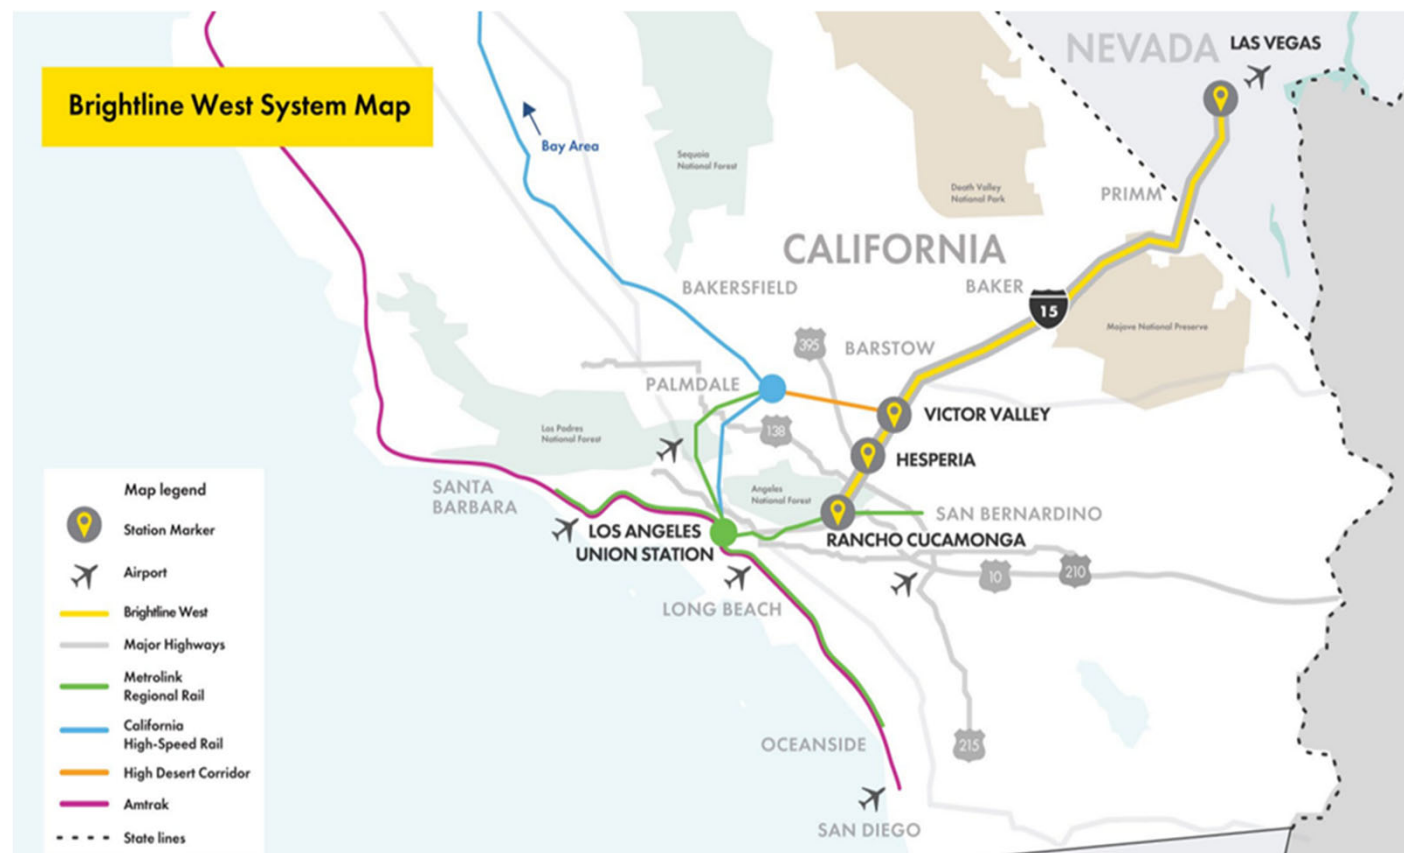 NEVADA
LAS VEGAS
Brightline West System Map
Bay Area
Sequoia
National Forest
Death Valley
National Park
PRIMM
CALIFORNIA
BAKERSFIELD
BAKER
15
Mojave National Preserve
395
BARSTOW
PALMDALE
VICTOR VALLEY
138
Los Padres
National Forest
HESPERIA
SANTA
BARBARA
Angeles
National Forest
SAN BERNARDINO
LOS ANGELES
UNION STATION
RANCHO CUCAMONGA
10
210
LONG BEACH
OCEANSIDE
215
SAN DIEGO
Map legend
Station Marker
Airport
Brightline West
Major Highways
Metrolink
Regional Rail
California
High-Speed Rail
High Desert Corridor
Amtrak
State lines